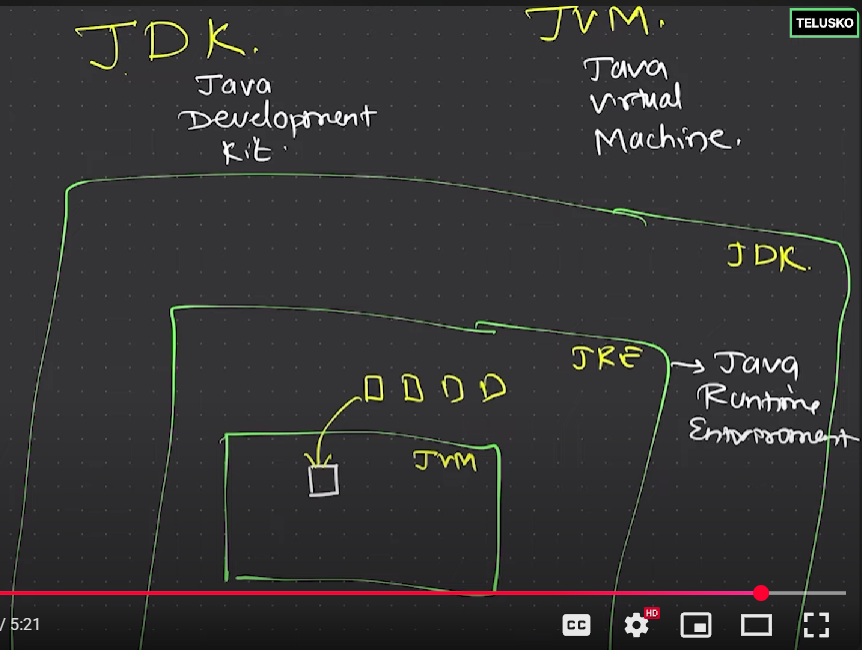 JDK.
Java
Development
Kit.
JVM.
Java
Virtual
Machine.
TELUSKO
JDK.
JRE
Java
Runtime
Environment
JVM
/ 5:21
CC
HD